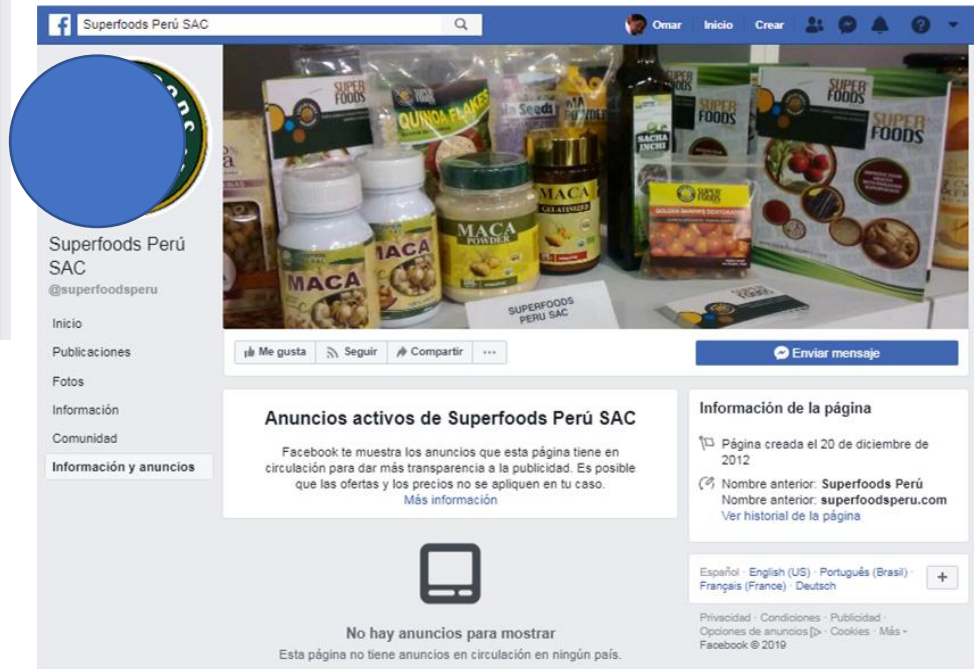 Superfoods Perú SAC
Omar
Inicio
Crear
OODS
SUPER
FOODS
QUINOA FLAKES
SUPER
FOODS
SUPER
FOODS
SACHA
INCHI
MACA
GELATINIZED
MACA
POWDER
MACA
MACA
SUPER
FOODS
SUPERFOODS
PERU SAC
Superfoods Perú
SAC
@superfoodsperu
Inicio
Publicaciones
Fotos
Información
Comunidad
Información y anuncios
Me gusta
Seguir
Compartir
Enviar mensaje
Anuncios activos de Superfoods Perú SAC
Facebook te muestra los anuncios que esta página tiene en
circulación para dar más transparencia a la publicidad. Es posible
que las ofertas y los precios no se apliquen en tu caso.
Más información
No hay anuncios para mostrar
Esta página no tiene anuncios en circulación en ningún país.
Información de la página
Página creada el 20 de diciembre de
2012
Nombre anterior: Superfoods Perú
Nombre anterior: superfoodsperu.com
Ver historial de la página
Español · English (US) · Português (Brasil) ·
Français (France) · Deutsch
Privacidad · Condiciones · Publicidad ·
Opciones de anuncios · Cookies · Más
Facebook © 2019